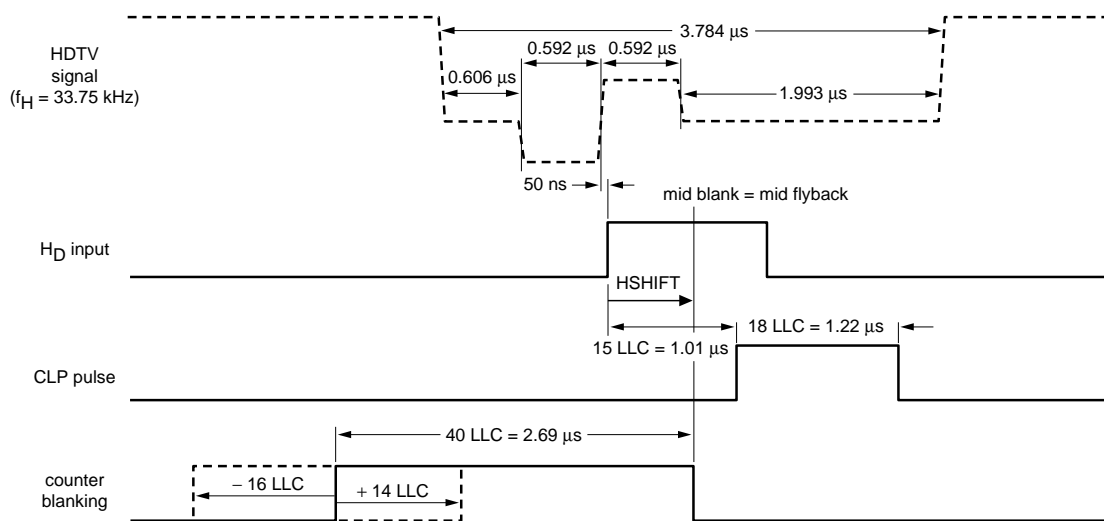 HDTV
signal
(fH = 33.75 kHz)
3.784 μs
0.592 μs
0.592 μs
0.606 μs
1.993 μs
50 ns
mid blank = mid flyback
HD input
HSHIFT
18 LLC = 1.22 μs
15 LLC = 1.01 μs
CLP pulse
40 LLC = 2.69 μs
counter
blanking
− 16 LLC
+ 14 LLC